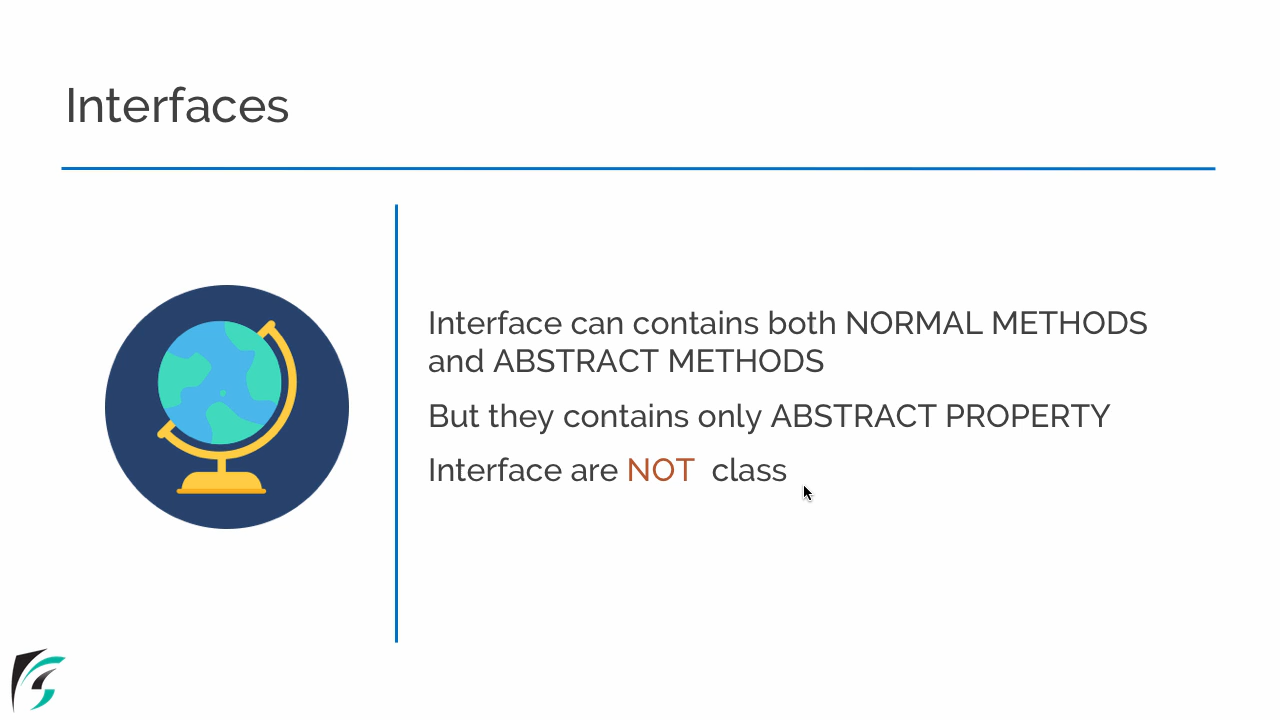 Interfaces
Interface can contains both NORMAL METHODS
and ABSTRACT METHODS
But they contains only ABSTRACT PROPERTY
Interface are NOT class